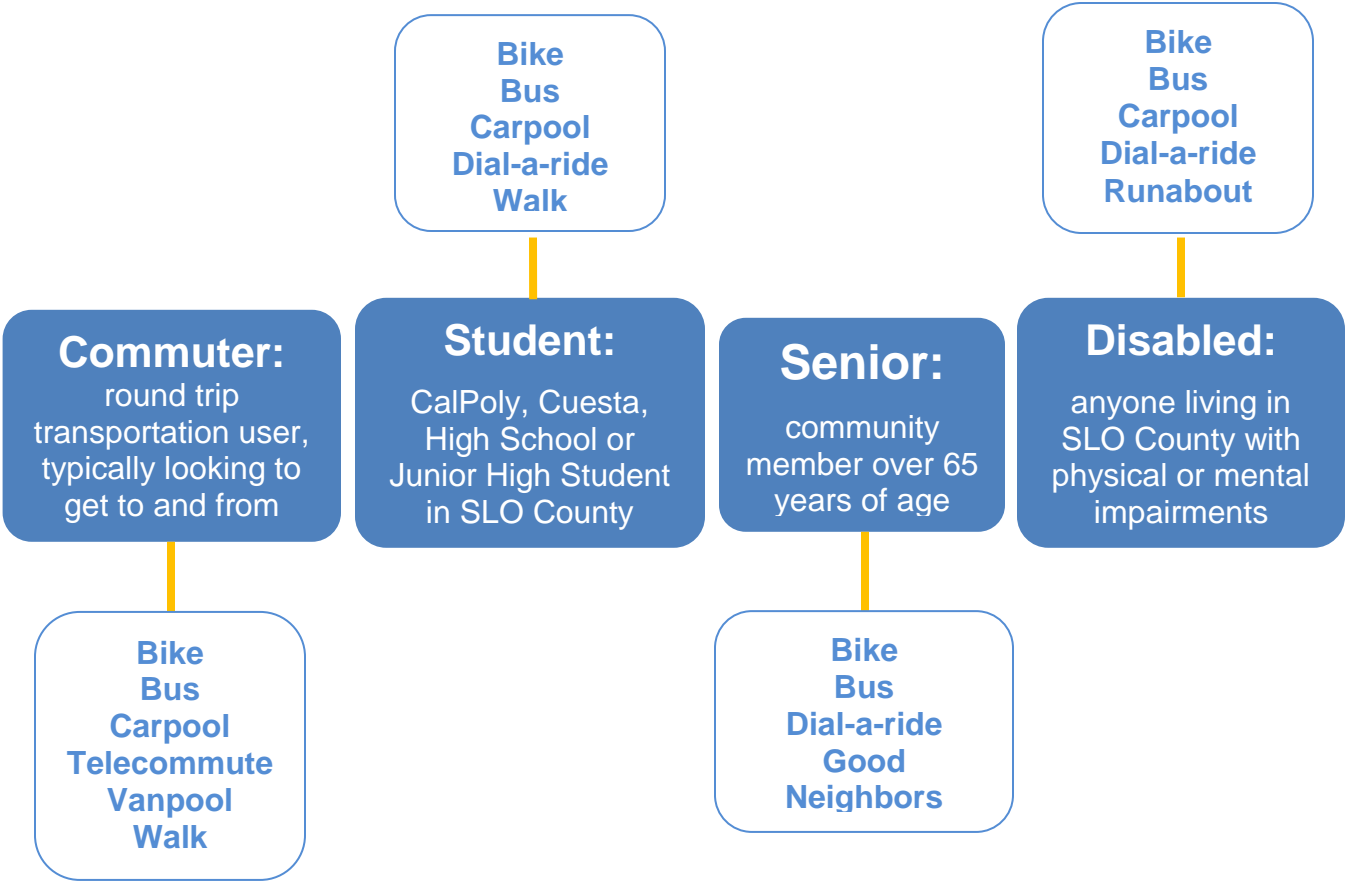 Bike
Bus
Carpool
Dial-a-ride
Walk
Bike
Bus
Carpool
Dial-a-ride
Runabout
Commuter:
round trip
transportation user,
typically looking to
get to and from
Student:
CalPoly, Cuesta,
High School or
Junior High Student
in SLO County
Senior:
community
member over 65
years of age
Disabled:
anyone living in
SLO County with
physical or mental
impairments
Bike
Bus
Carpool
Telecommute
Vanpool
Walk
Bike
Bus
Dial-a-ride
Good
Neighbors